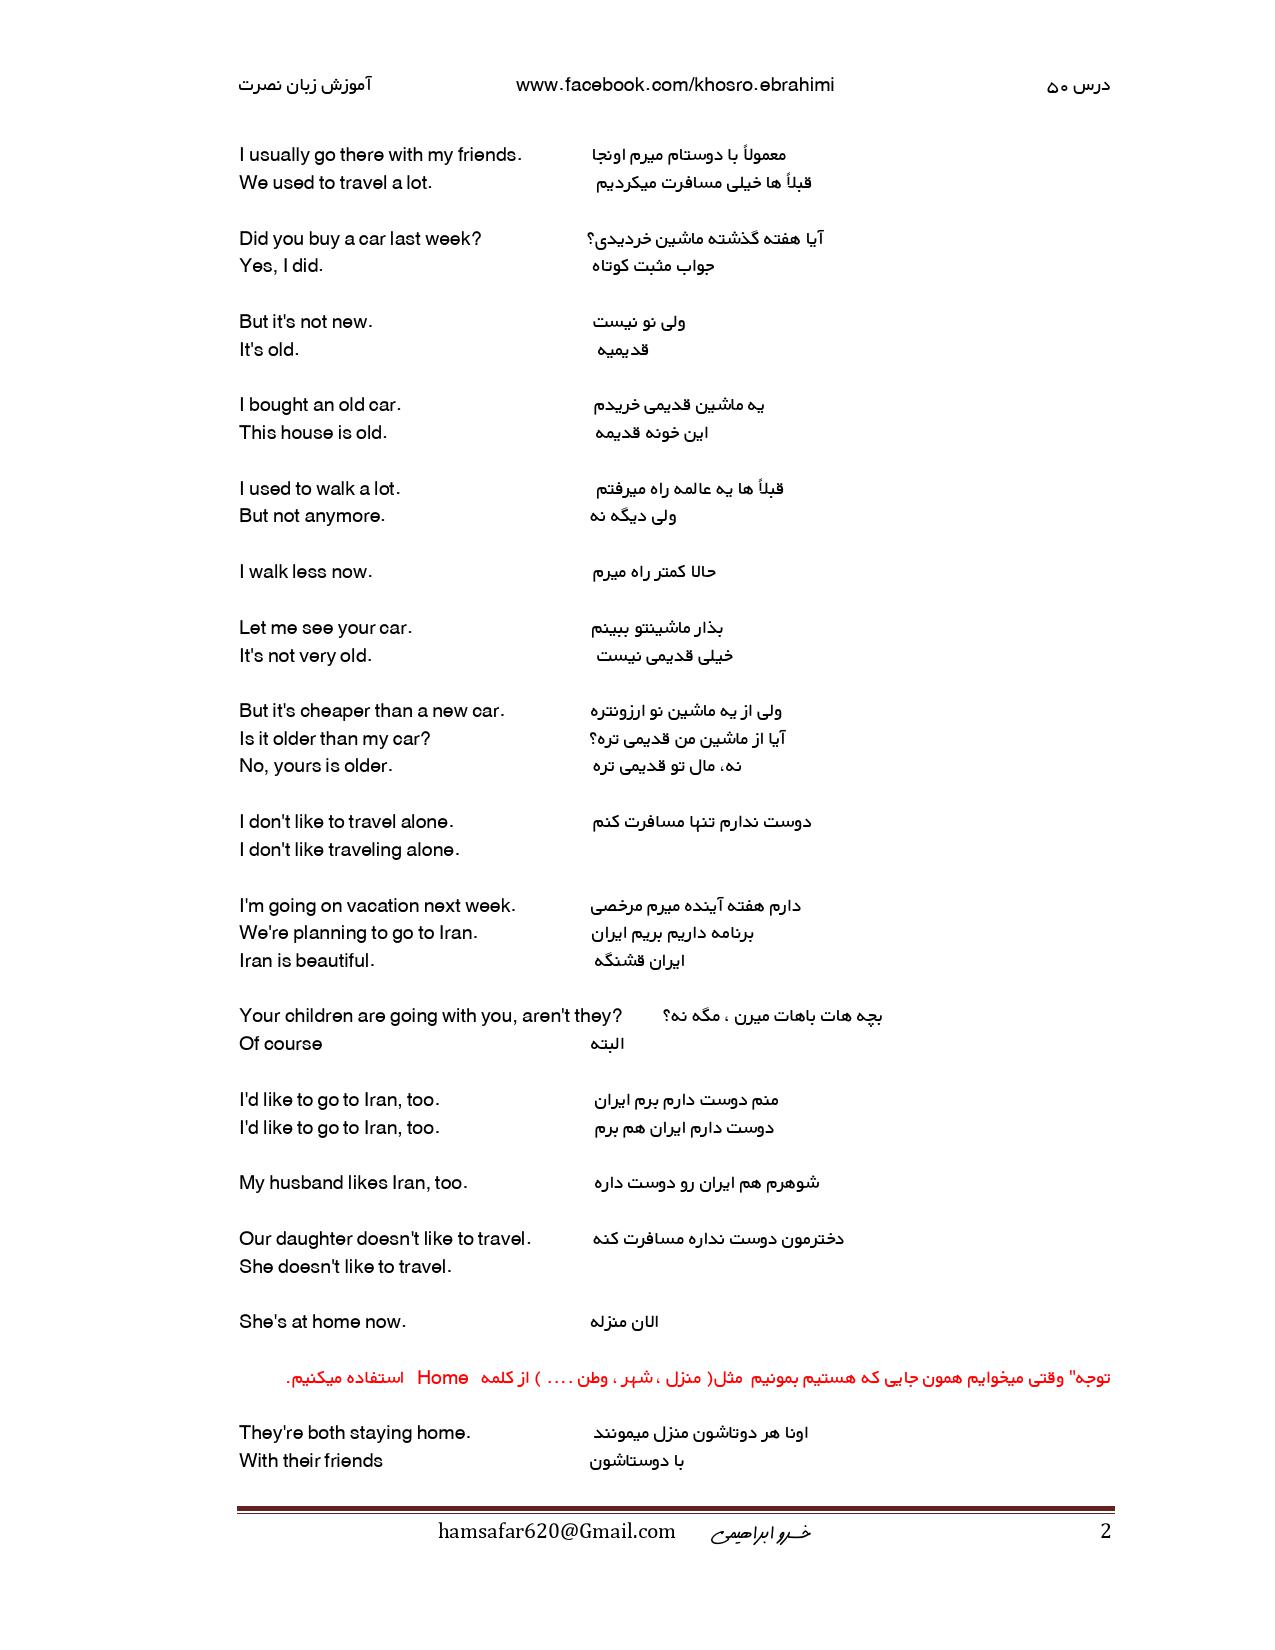 آموزش زبان نصرت www.facebook.com/khosro.ebrahimi درس ۵۰
I usually go there with my friends. معمولاً با دوستام میرم اونجا
We used to travel a lot. قبلاً ها خیلی مسافرت میکردیم
Did you buy a car last week? آیا هفته گذشته ماشین خردیدی؟
Yes, I did. جواب مثبت کوتاه
But it's not new. ولی نو نیست
It's old. قدیمیه
I bought an old car. یه ماشین قدیمی خریدم
This house is old. این خونه قدیمه
I used to walk a lot. قبلاً ها یه عالمه راه میرفتم
But not anymore. ولی دیگه نه
I walk less now. حالا کمتر راه میرم
Let me see your car. بذار ماشینتو ببینم
It's not very old. خیلی قدیمی نیست
But it's cheaper than a new car. ولی از یه ماشین نو ارزونتره
Is it older than my car? آیا از ماشین من قدیمی تره؟
No, yours is older. نه، مال تو قدیمی تره
I don't like to travel alone. دوست ندارم تنها مسافرت کنم
I don't like traveling alone.
I'm going on vacation next week. دارم هفته آینده میرم مرخصی
We're planning to go to Iran. برنامه داریم بریم ایران
Iran is beautiful. ایران قشنگه
Your children are going with you, aren't they? بچه هات باهات میرن ، مگه نه؟
Of course البته
I'd like to go to Iran, too. منم دوست دارم برم ایران
I'd like to go to Iran, too. دوست دارم ایران هم برم
My husband likes Iran, too. شوهرم هم ایران رو دوست داره
Our daughter doesn't like to travel. دخترمون دوست نداره مسافرت کنه
She doesn't like to travel.
She's at home now. الان منزله
توجه" وقتی میخوایم همون جایی که هستیم بمونیم مثل( منزل ، شهر ، وطن .... ) از کلمه Home استفاده میکنیم.
They're both staying home. اونا هر دوتاشون منزل میمونند
With their friends با دوستاشون
hamsafar620@Gmail.com خسرو ابراهیمی 2